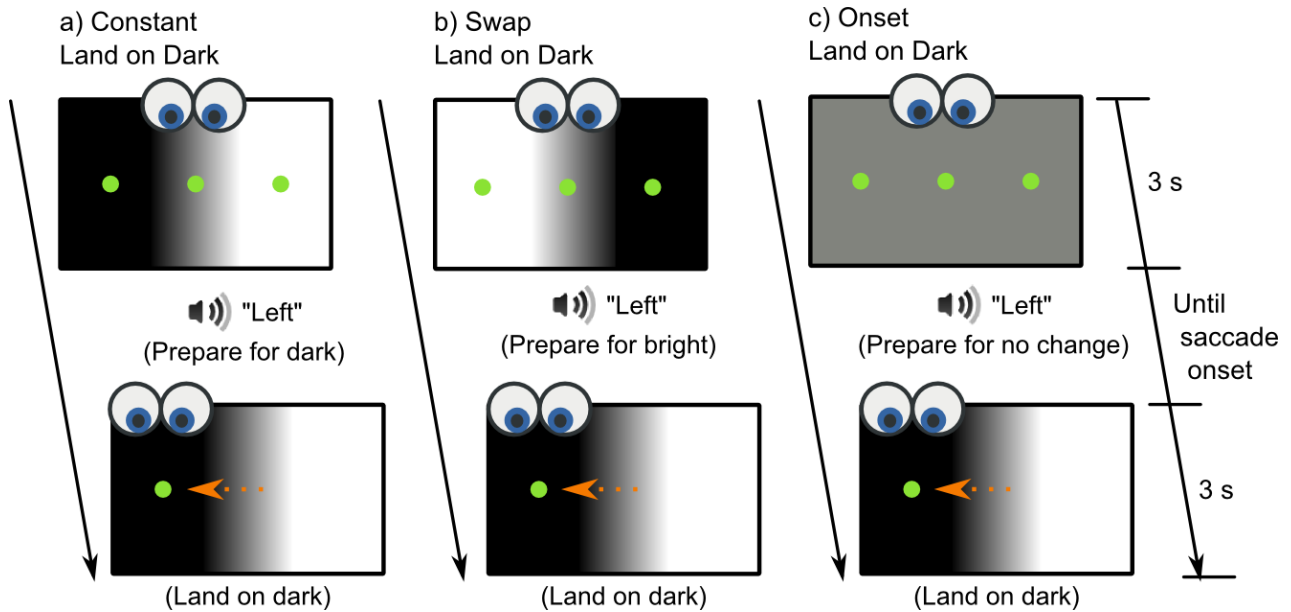 a) Constant
Land on Dark
"Left"
(Prepare for dark)
(Land on dark)
b) Swap
Land on Dark
"Left"
(Prepare for bright)
(Land on dark)
c) Onset
Land on Dark
"Left"
(Prepare for no change)
(Land on dark)
3 s
Until
saccade
onset
3 s